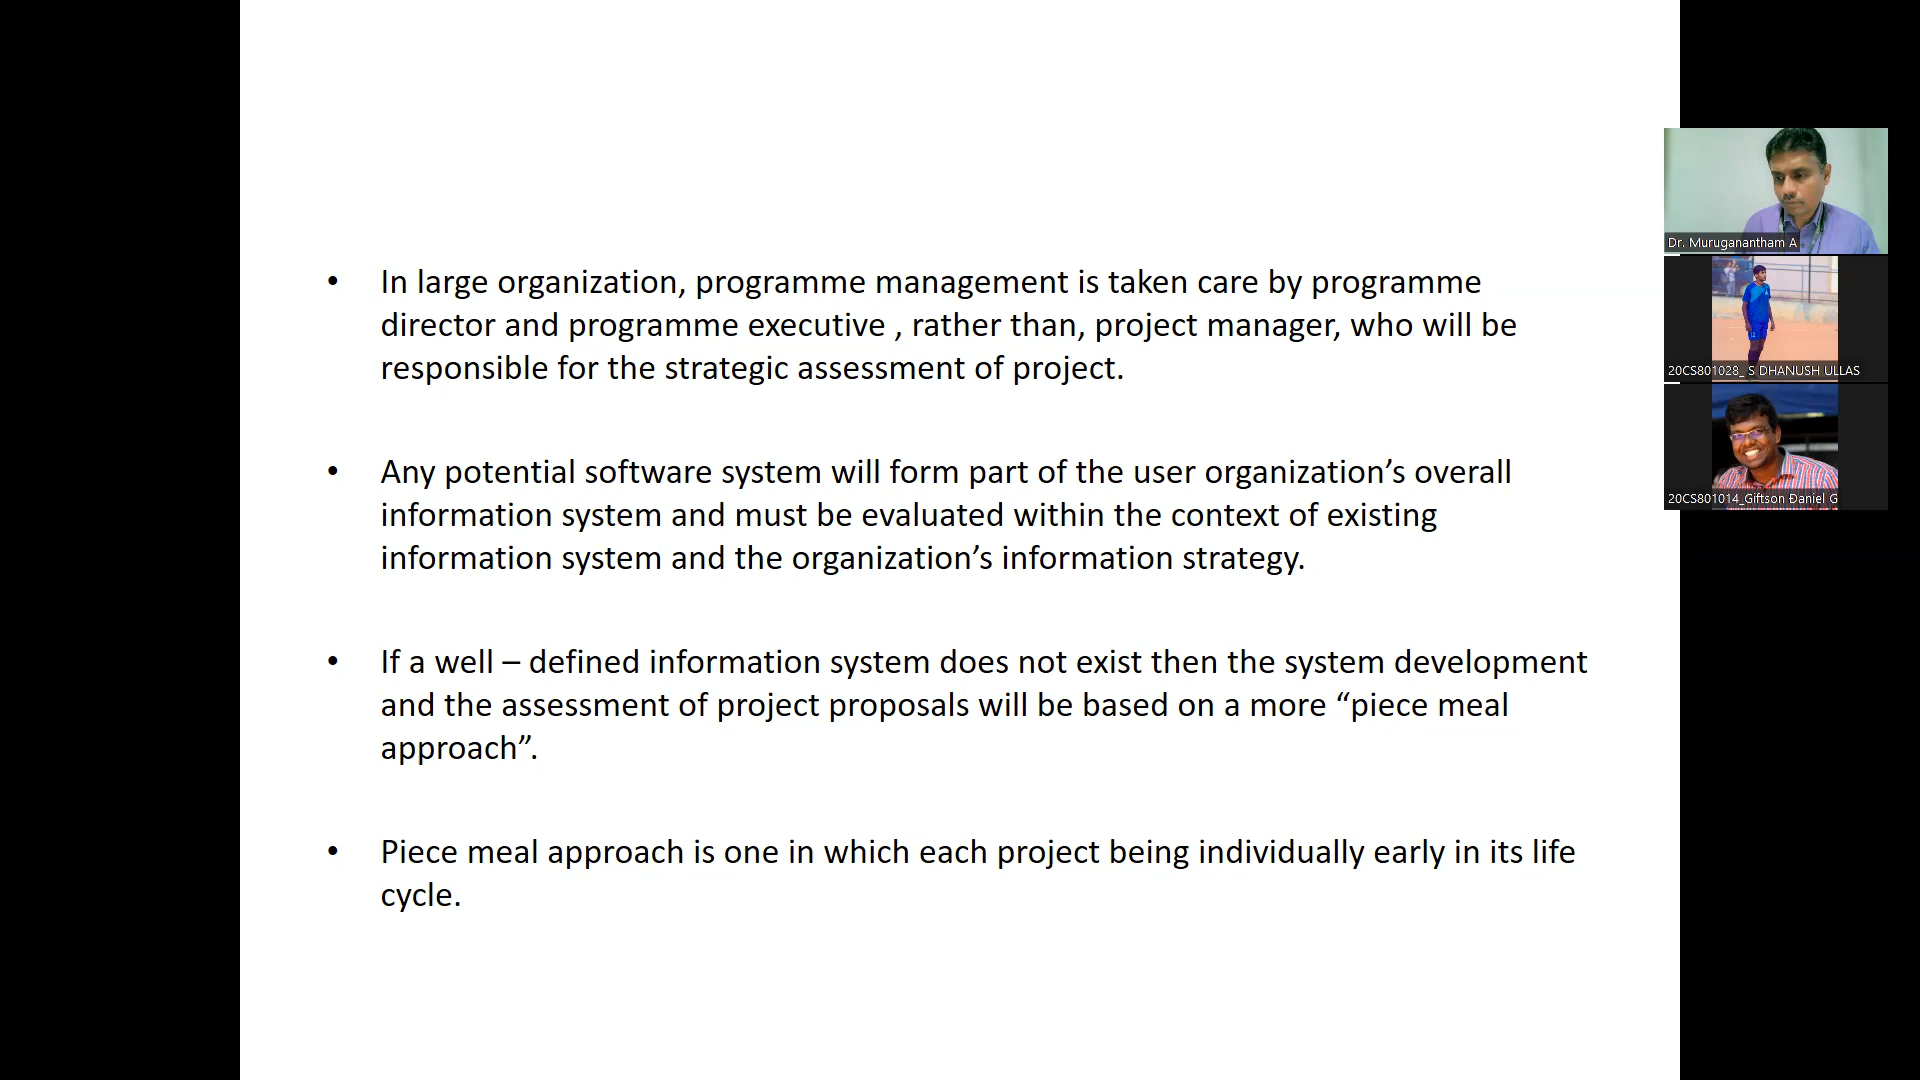 • In large organization, programme management is taken care by programme
director and programme executive , rather than, project manager, who will be
responsible for the strategic assessment of project.
• Any potential software system will form part of the user organization’s overall
information system and must be evaluated within the context of existing
information system and the organization’s information strategy.
• If a well – defined information system does not exist then the system development
and the assessment of project proposals will be based on a more “piece meal
approach”.
• Piece meal approach is one in which each project being individually early in its life
cycle.
Dr. Muruganantham A
20CS801028_ S DHANUSH ULLAS
20CS801014_Giftson Daniel G